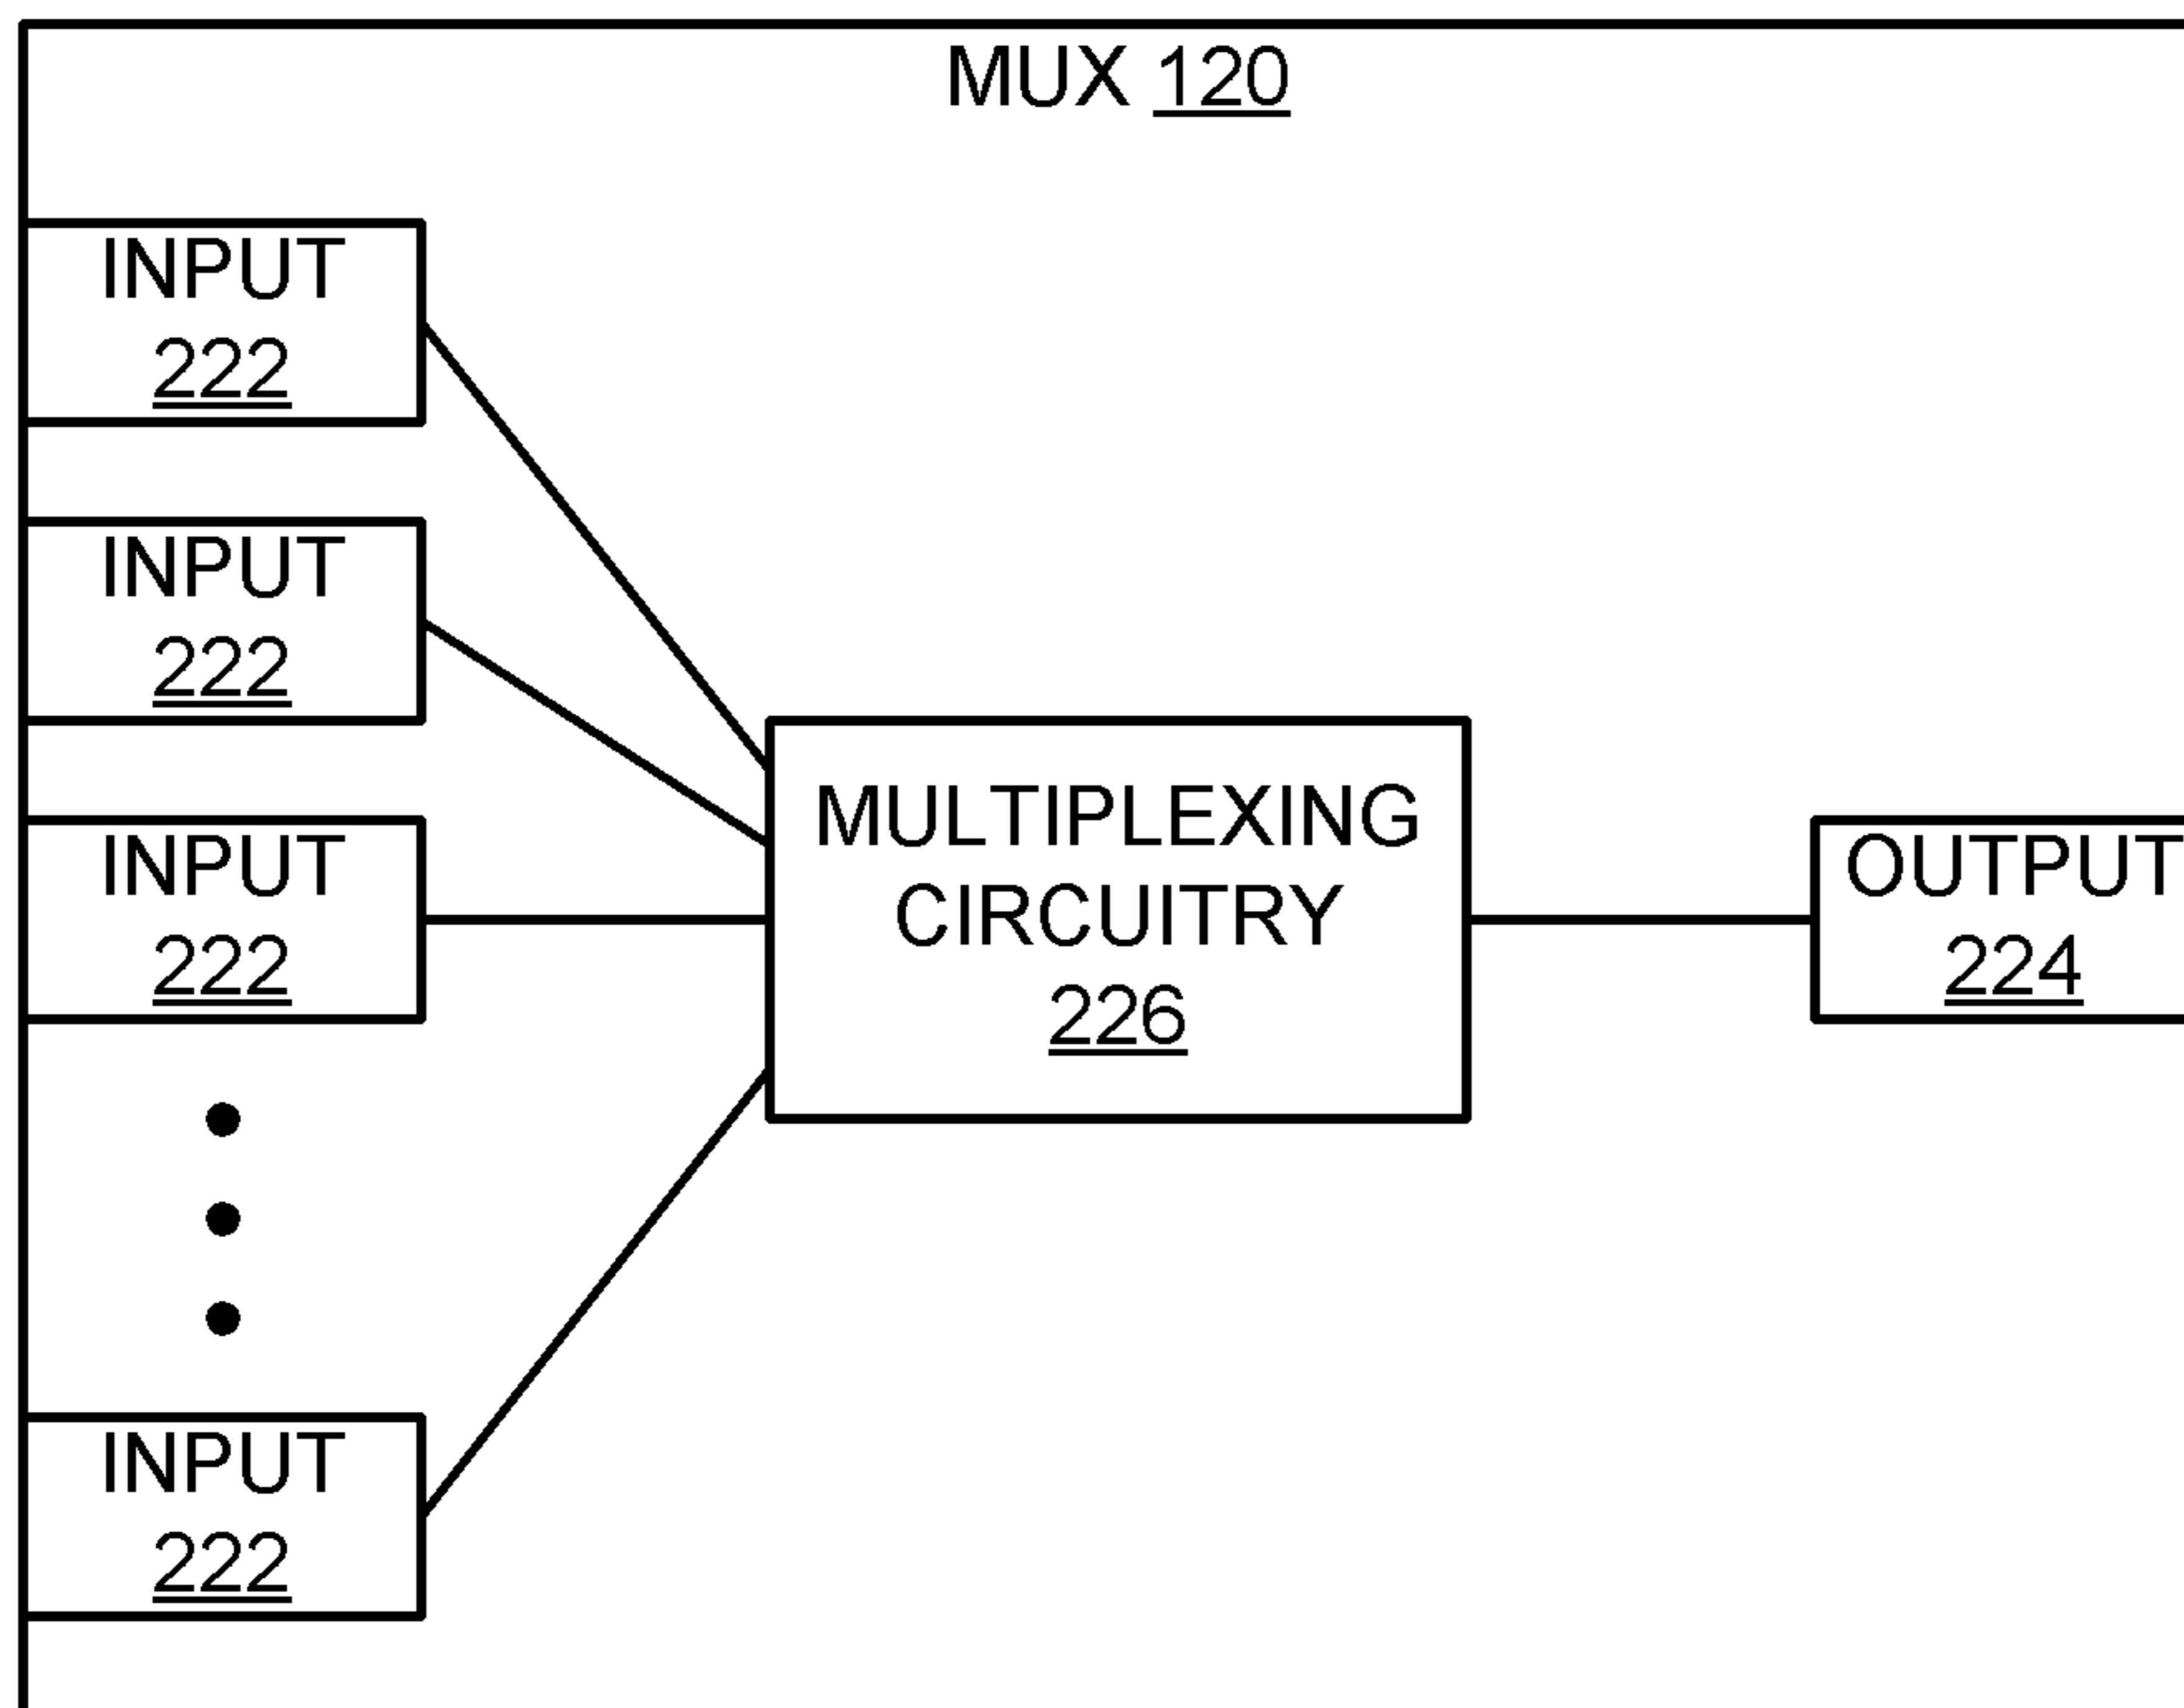 MUX 120
INPUT
222
INPUT
222
INPUT
222
INPUT
222
MULTIPLEXING
CIRCUITRY
226
OUTPUT
224